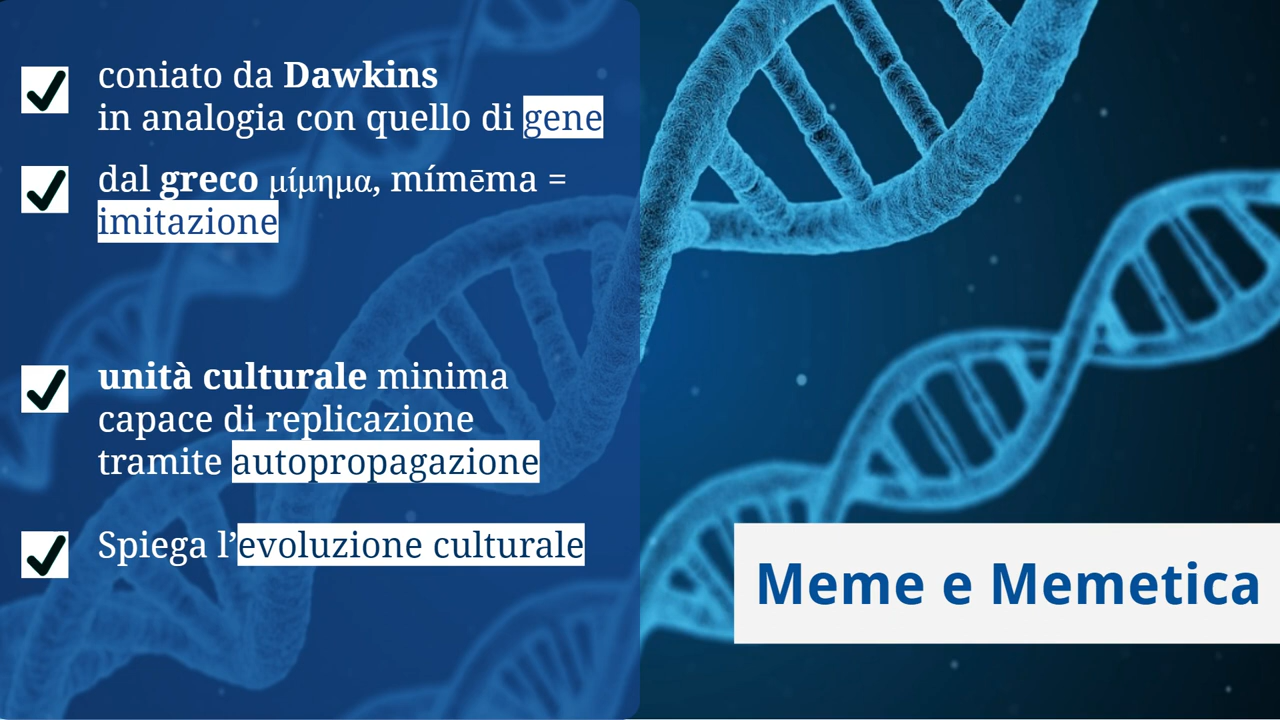 coniato da Dawkins
in analogia con quello di gene
dal greco μίμημα, mímēma =
imitazione
unità culturale minima
capace di replicazione
tramite autopropagazione
Spiega l’evoluzione culturale
Meme e Memetica